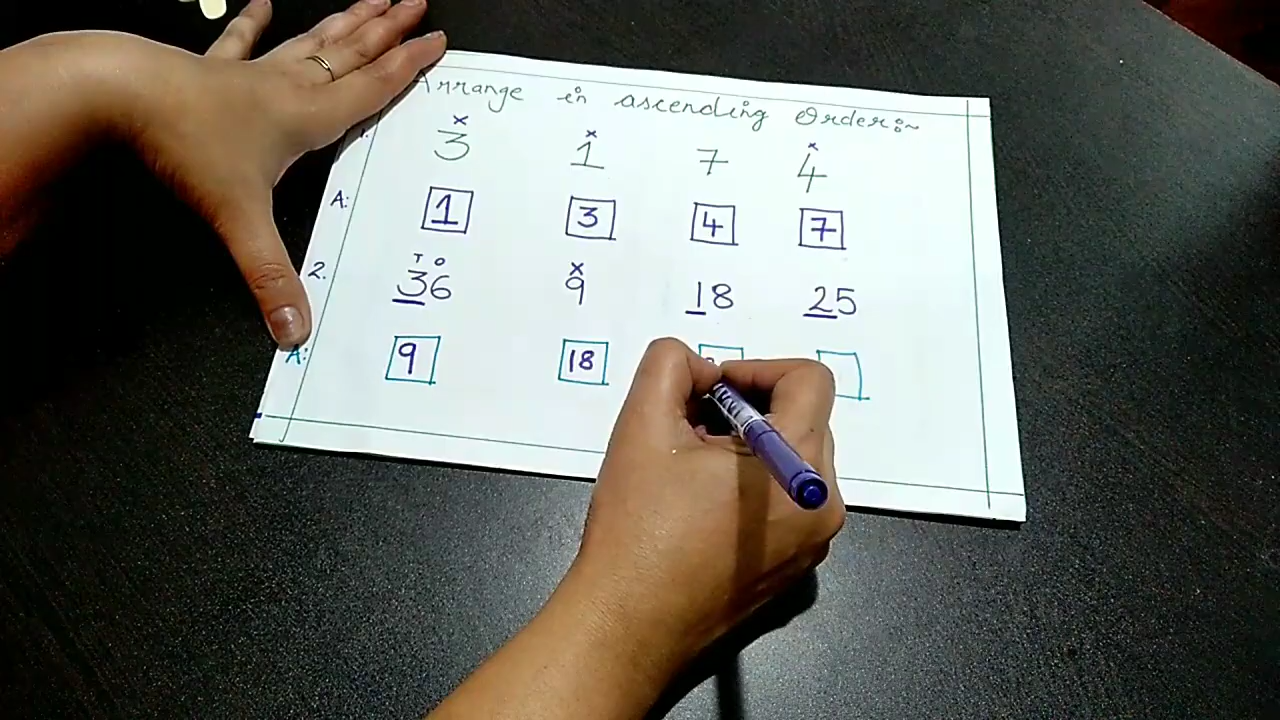 Arrange in ascending Order:~
x x x
1. 3 1 7 4
A: 1 3 4 7
T O x
2. 36 9 18 25
A: 9 18